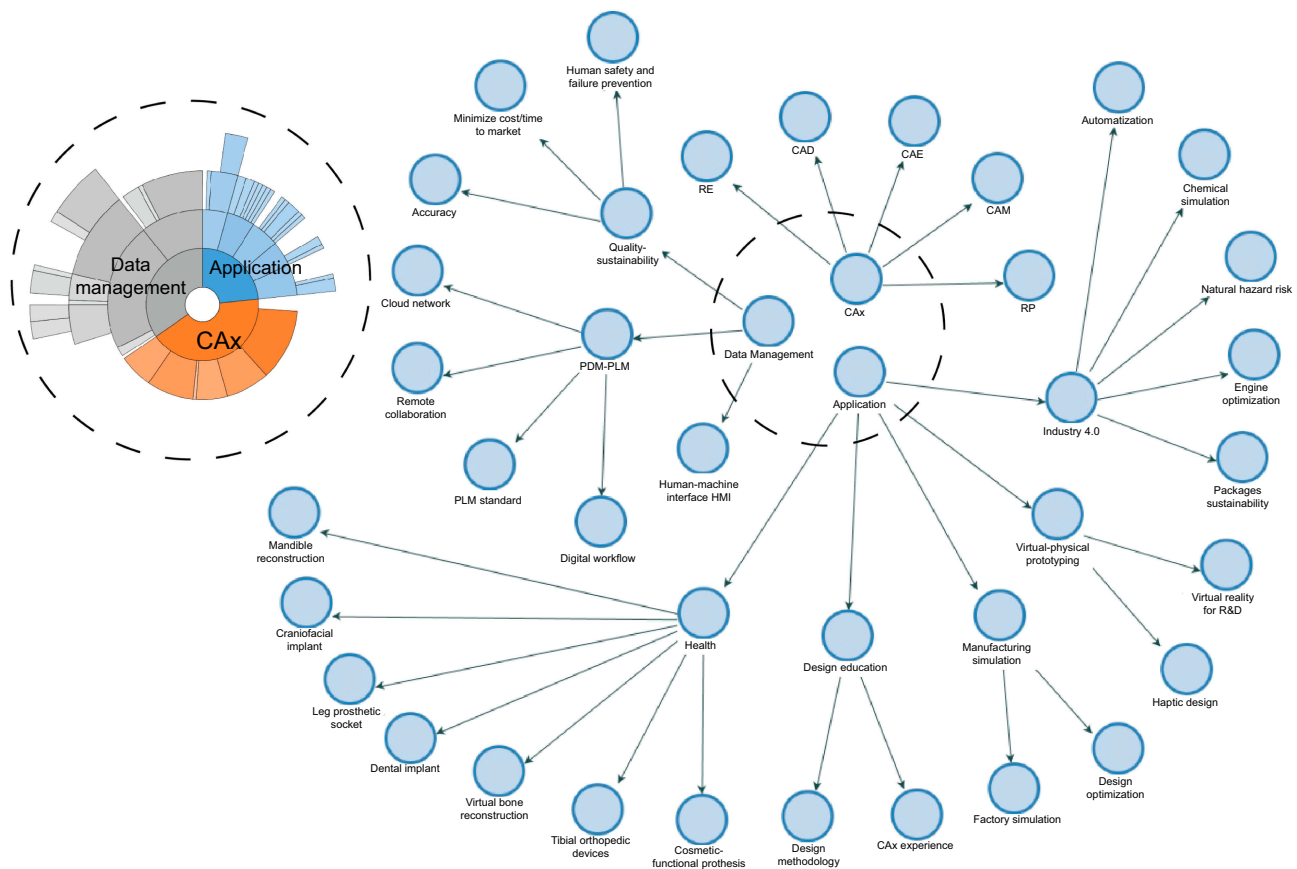 Data
management
Application
CAx
Human safety and
failure prevention
Minimize cost/time
to market
Accuracy
Quality-
sustainability
RE
CAD
CAE
CAM
RP
CAx
Automatization
Chemical
simulation
Natural hazard risk
Engine
optimization
Packages
sustainability
Industry 4.0
Cloud network
PDM-PLM
Data Management
Remote
collaboration
PLM standard
Digital workflow
Human-machine
interface HMI
Application
Virtual-physical
prototyping
Virtual reality
for R&D
Haptic design
Mandible
reconstruction
Craniofacial
implant
Leg prosthetic
socket
Dental implant
Virtual bone
reconstruction
Tibial orthopedic
devices
Cosmetic-
functional prothesis
Health
Design education
Manufacturing
simulation
Design
methodology
CAx experience
Factory simulation
Design
optimization